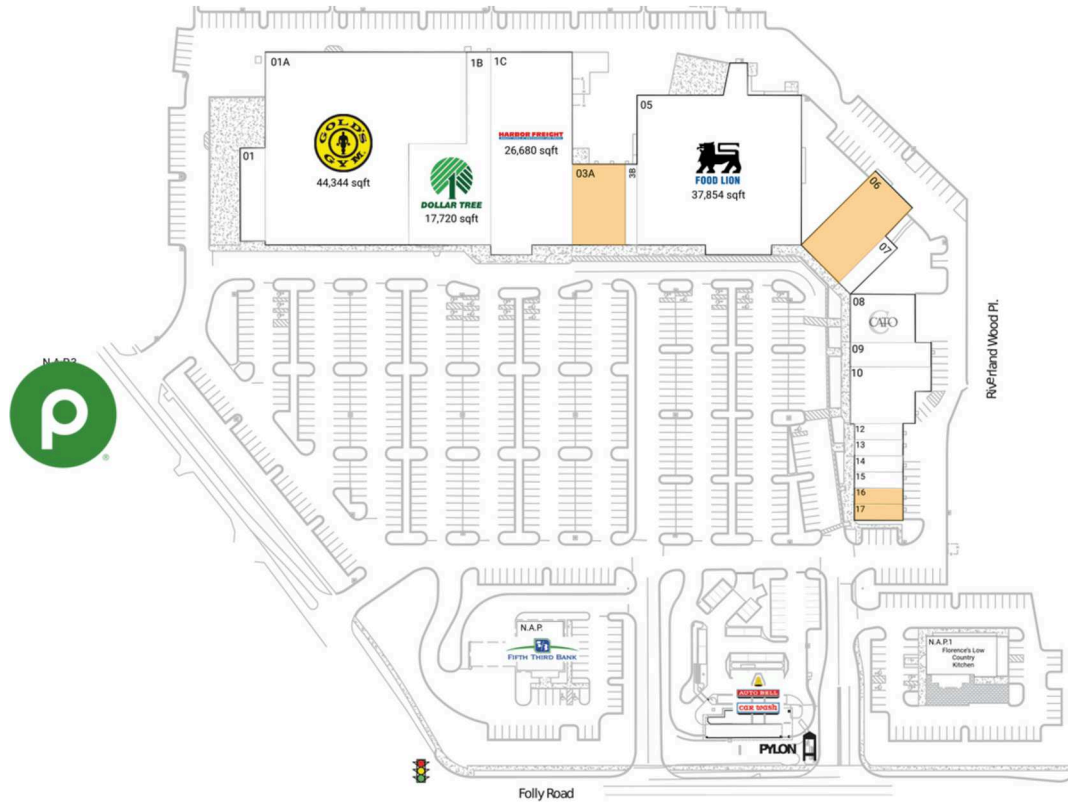 01A
1B
1C
05
01
GOLD'S
GYM
44,344 sqft
DOLLAR TREE
17,720 sqft
HARBOR FREIGHT
26,680 sqft
03A
3B
FOOD LION
37,854 sqft
06
07
08
CATO
09
10
12
13
14
15
16
17
Riverland Wood Pl.
N.A.P.2
P
N.A.P.
FIFTH THIRD BANK
AUTO BELL
car wash
PYLON
N.A.P.1
Florence's Low
Country
Kitchen
Folly Road